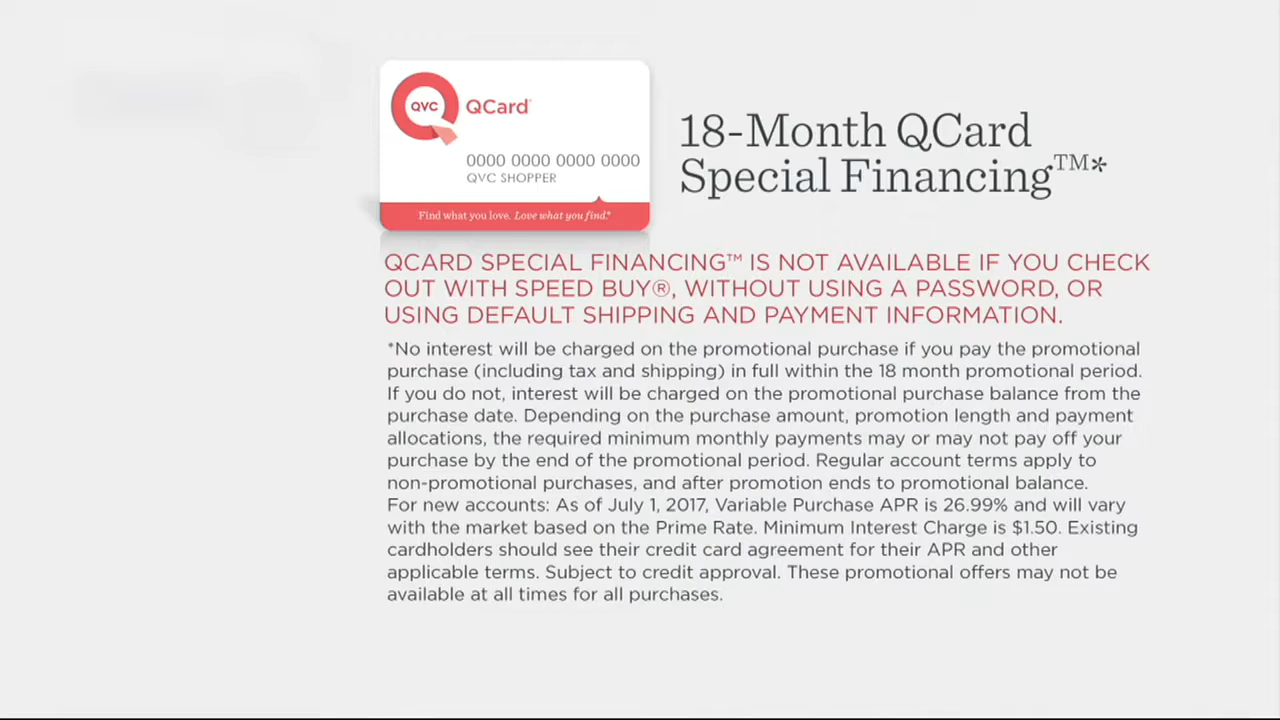 QVC
QCard®
0000 0000 0000 0000
QVC SHOPPER
Find what you love. Love what you find.®
18-Month QCard
Special Financing™*
QCARD SPECIAL FINANCING™ IS NOT AVAILABLE IF YOU CHECK
OUT WITH SPEED BUY®, WITHOUT USING A PASSWORD, OR
USING DEFAULT SHIPPING AND PAYMENT INFORMATION.
*No interest will be charged on the promotional purchase if you pay the promotional
purchase (including tax and shipping) in full within the 18 month promotional period.
If you do not, interest will be charged on the promotional purchase balance from the
purchase date. Depending on the purchase amount, promotion length and payment
allocations, the required minimum monthly payments may or may not pay off your
purchase by the end of the promotional period. Regular account terms apply to
non-promotional purchases, and after promotion ends to promotional balance.
For new accounts: As of July 1, 2017, Variable Purchase APR is 26.99% and will vary
with the market based on the Prime Rate. Minimum Interest Charge is $1.50. Existing
cardholders should see their credit card agreement for their APR and other
applicable terms. Subject to credit approval. These promotional offers may not be
available at all times for all purchases.